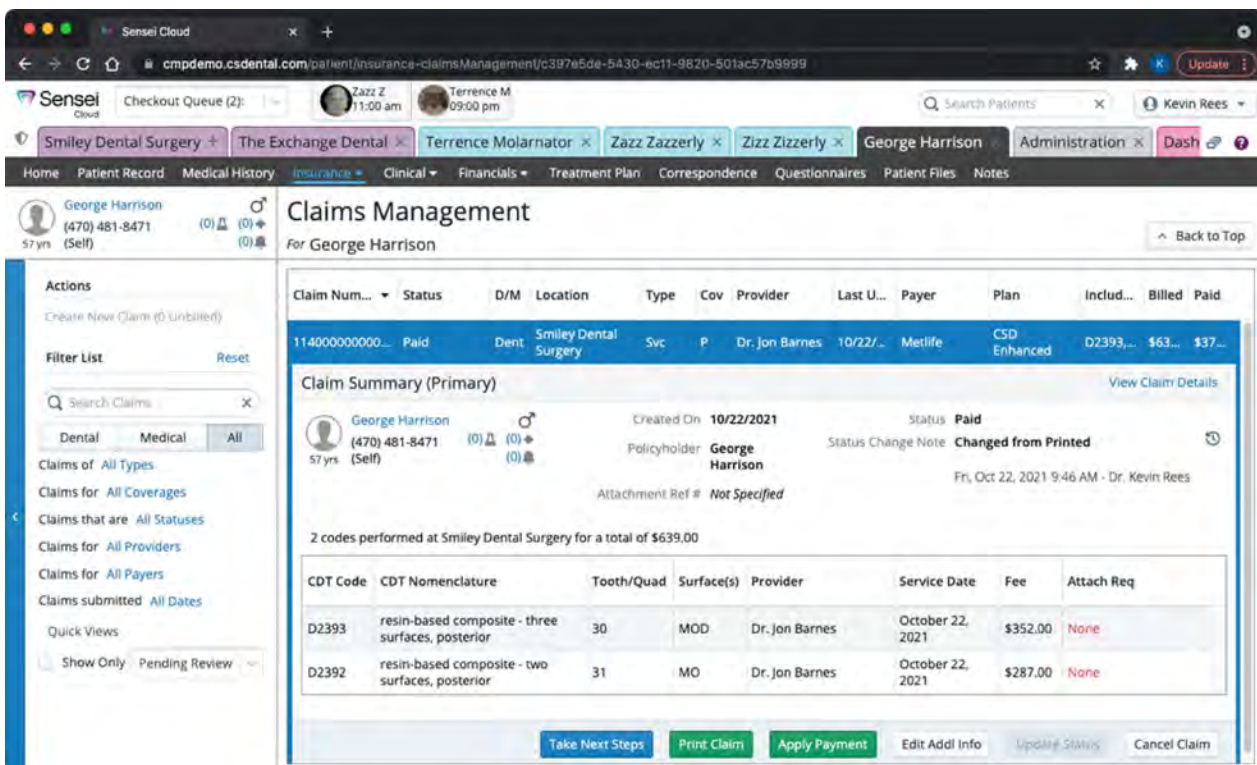 Sensei Cloud
cmpdemo.csdental.com/patient/insurance-claimsManagement/c397e5de-5430-ec11-9820-501ac57b9999
K Update
Sensei Cloud Checkout Queue (2): Zazz Z 11:00 am Terrence M 09:00 pm Search Patients Kevin Rees
Smiley Dental Surgery + The Exchange Dental × Terrence Molarnator × Zazz Zazzerly × Zizz Zizzerly × George Harrison × Administration × Dash
Home Patient Record Medical History Insurance Clinical Financials Treatment Plan Correspondence Questionnaires Patient Files Notes
George Harrison
(470) 481-8471 (0) (0)
57 yrs (Self) (0)
Claims Management
For George Harrison
Back to Top
Actions
Create New Claim (0 Unbilled)
Filter List Reset
Search Claims
Dental Medical All
Claims of All Types
Claims for All Coverages
Claims that are All Statuses
Claims for All Providers
Claims for All Payers
Claims submitted All Dates
Quick Views
Show Only Pending Review
Claim Num... Status D/M Location Type Cov Provider Last U... Payer Plan Includ... Billed Paid
114000000000... Paid Dent Smiley Dental Surgery Svc P Dr. Jon Barnes 10/22/... Metlife CSD Enhanced D2393,... $63... $37...
Claim Summary (Primary) View Claim Details
George Harrison
(470) 481-8471 (0) (0)
57 yrs (Self) (0)
Created On 10/22/2021
Policyholder George Harrison
Attachment Ref # Not Specified
Status Paid
Status Change Note Changed from Printed
Fri, Oct 22, 2021 9:46 AM - Dr. Kevin Rees
2 codes performed at Smiley Dental Surgery for a total of $639.00
CDT Code CDT Nomenclature Tooth/Quad Surface(s) Provider Service Date Fee Attach Req
D2393 resin-based composite - three surfaces, posterior 30 MOD Dr. Jon Barnes October 22, 2021 $352.00 None
D2392 resin-based composite - two surfaces, posterior 31 MO Dr. Jon Barnes October 22, 2021 $287.00 None
Take Next Steps Print Claim Apply Payment Edit Addl Info Update Status Cancel Claim